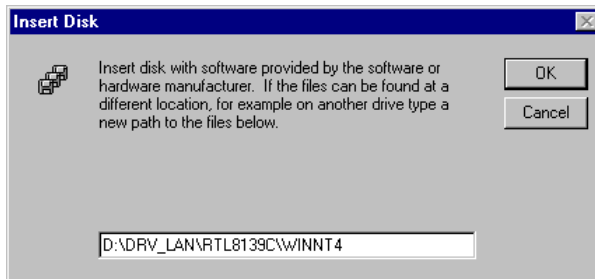 Insert Disk
Insert disk with software provided by the software or
hardware manufacturer. If the files can be found at a
different location, for example on another drive type a
new path to the files below.
OK
Cancel
D:\DRV_LAN\RTL8139C\WINNT4